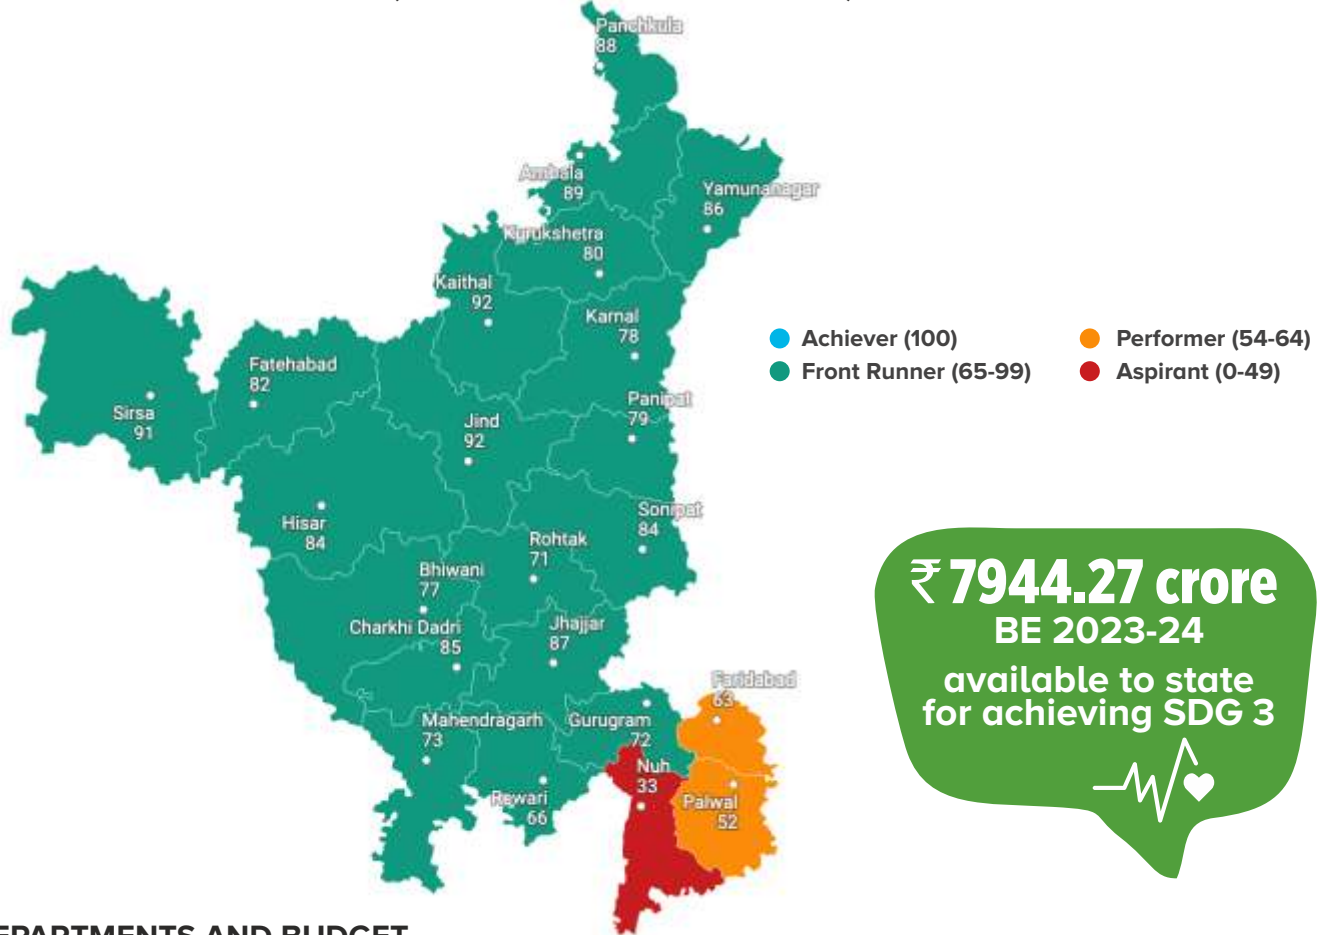 Panchkula
88
Ambala
89
Yamunanagar
86
Kurukshetra
80
Kaithal
92
Karnal
78
Achiever (100)
Performer (54-64)
Front Runner (65-99)
Aspirant (0-49)
Fatehabad
82
Sirsa
91
Panipat
79
Jind
92
Hisar
84
Sonipat
84
Rohtak
71
Bhiwani
77
Charkhi Dadri
85
Jhajjar
87
₹ 7944.27 crore
BE 2023-24
available to state
for achieving SDG 3
Faridabad
63
Mahendragarh
73
Gurugram
72
Nuh
33
Rewari
66
Palwal
52
EPARTMENTS AND BUDGET